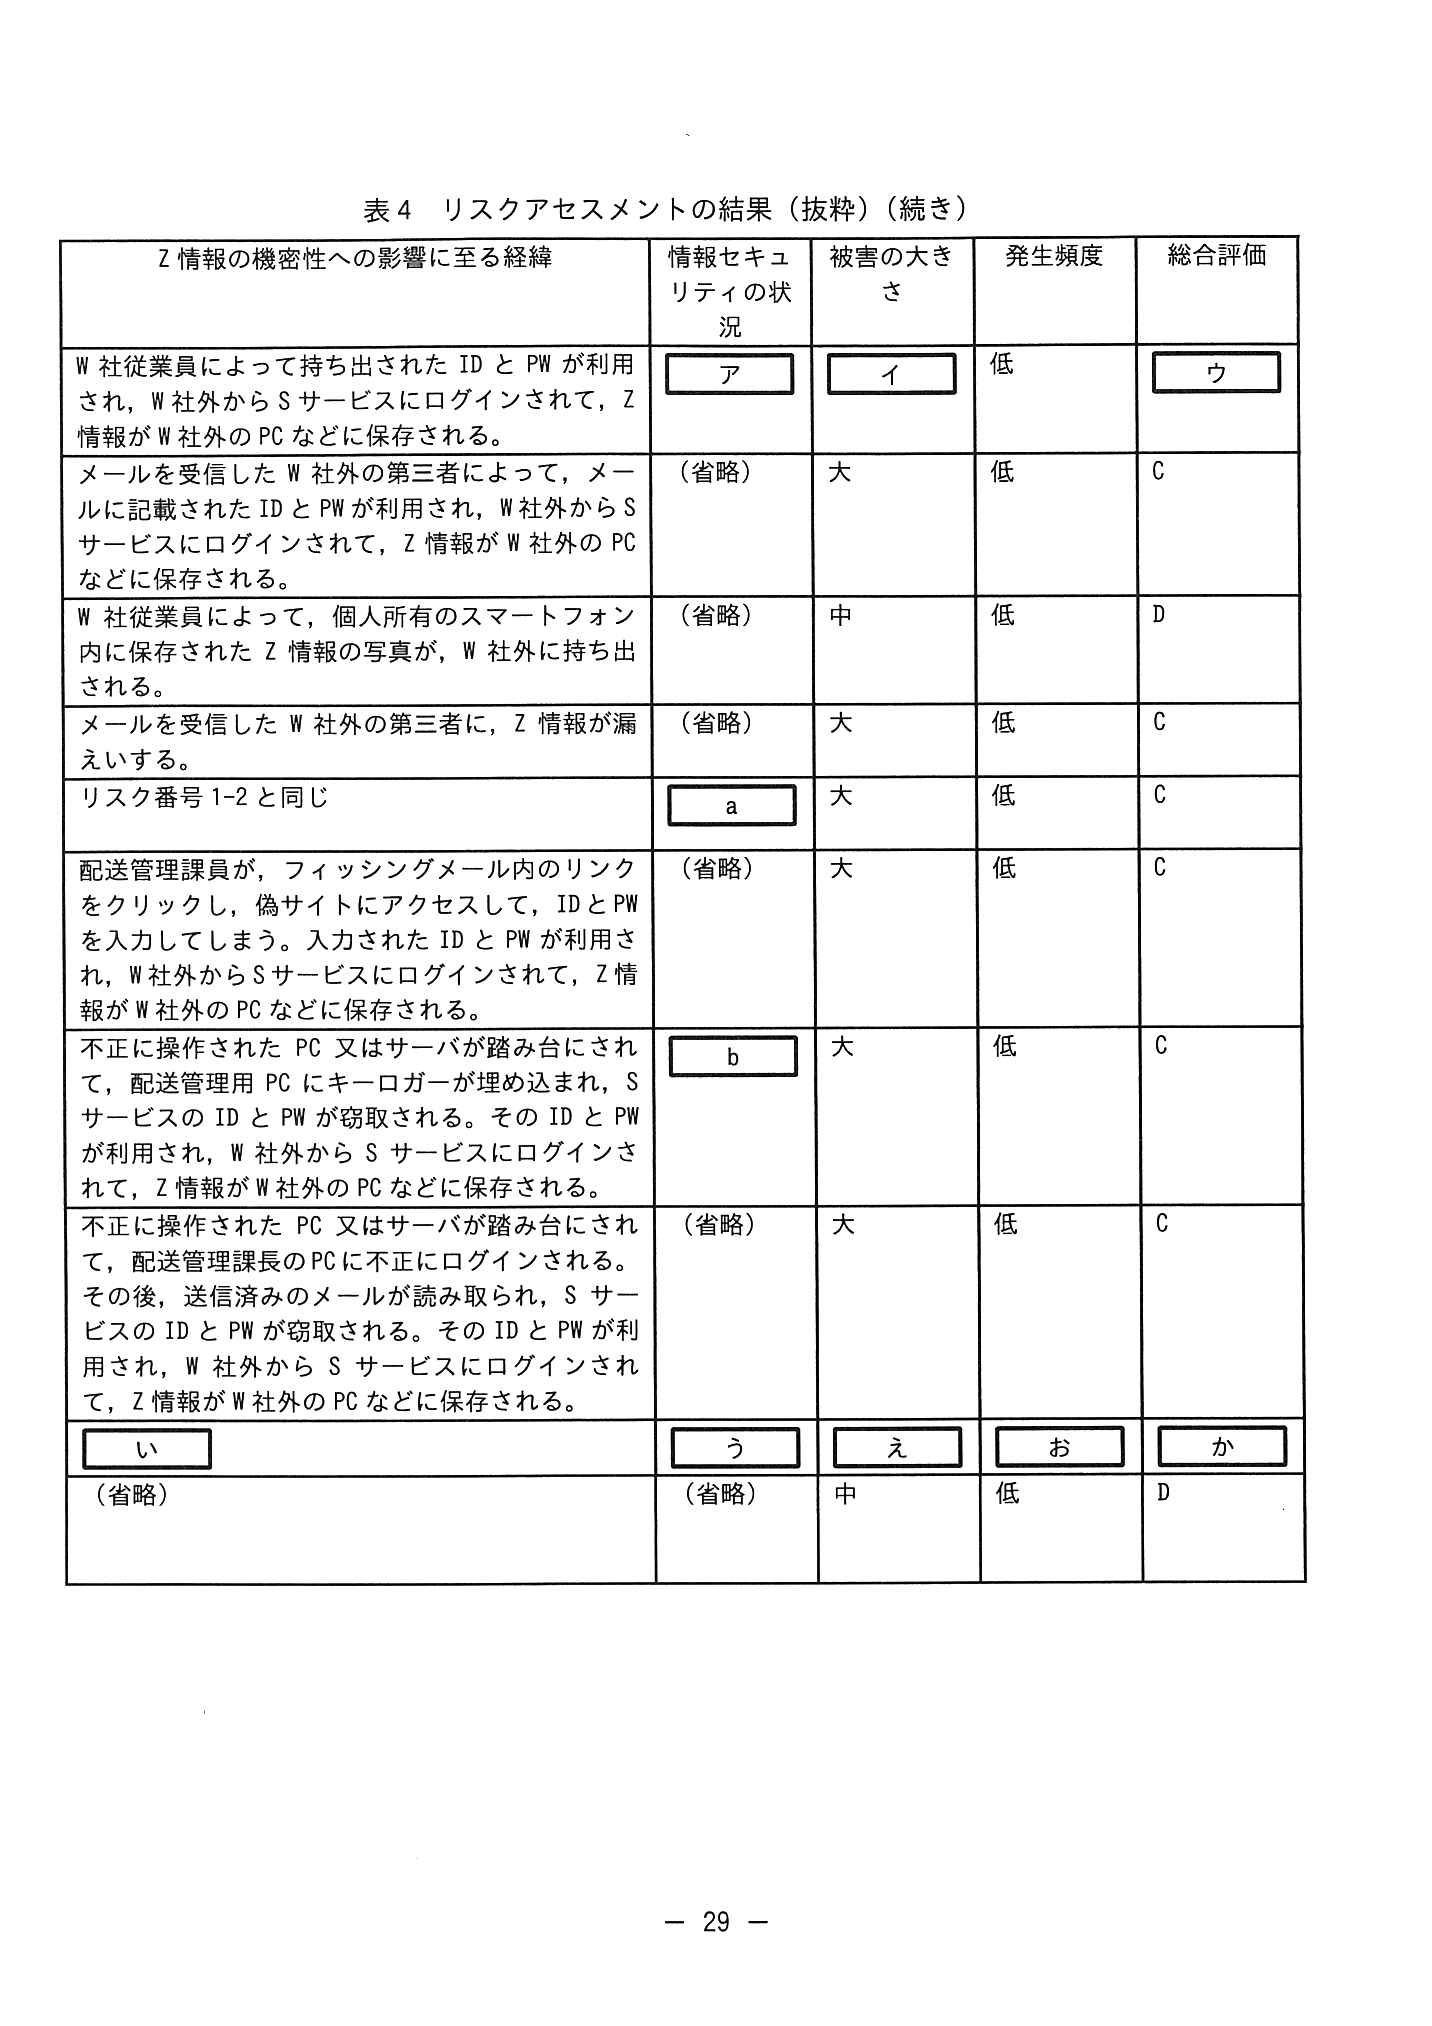 表4 リスクアセスメントの結果（抜粋）（続き）
Z情報の機密性への影響に至る経緯
情報セキュ
リティの状
況
被害の大き
さ
発生頻度
総合評価
W 社従業員によって持ち出された ID と PW が利用
され，W 社外から S サービスにログインされて，Z
情報が W 社外の PC などに保存される。
ア
イ
低
ウ
メールを受信した W 社外の第三者によって，メー
ルに記載された ID と PW が利用され，W 社外から S
サービスにログインされて，Z 情報が W 社外の PC
などに保存される。
（省略）
大
低
C
W 社従業員によって，個人所有のスマートフォン
内に保存された Z 情報の写真が，W 社外に持ち出
される。
（省略）
中
低
D
メールを受信した W 社外の第三者に，Z 情報が漏
えいする。
（省略）
大
低
C
リスク番号 1-2 と同じ
a
大
低
C
配送管理課員が，フィッシングメール内のリンク
をクリックし，偽サイトにアクセスして，ID と PW
を入力してしまう。入力された ID と PW が利用さ
れ，W 社外から S サービスにログインされて，Z 情
報が W 社外の PC などに保存される。
（省略）
大
低
C
不正に操作された PC 又はサーバが踏み台にされ
て，配送管理用 PC にキーロガーが埋め込まれ，S
サービスの ID と PW が窃取される。その ID と PW
が利用され，W 社外から S サービスにログインさ
れて，Z 情報が W 社外の PC などに保存される。
b
大
低
C
不正に操作された PC 又はサーバが踏み台にされ
て，配送管理課長の PC に不正にログインされる。
その後，送信済みのメールが読み取られ，S サー
ビスの ID と PW が窃取される。その ID と PW が利
用され，W 社外から S サービスにログインされ
て，Z 情報が W 社外の PC などに保存される。
（省略）
大
低
C
い
う
え
お
か
（省略）
（省略）
中
低
D
－ 29 －